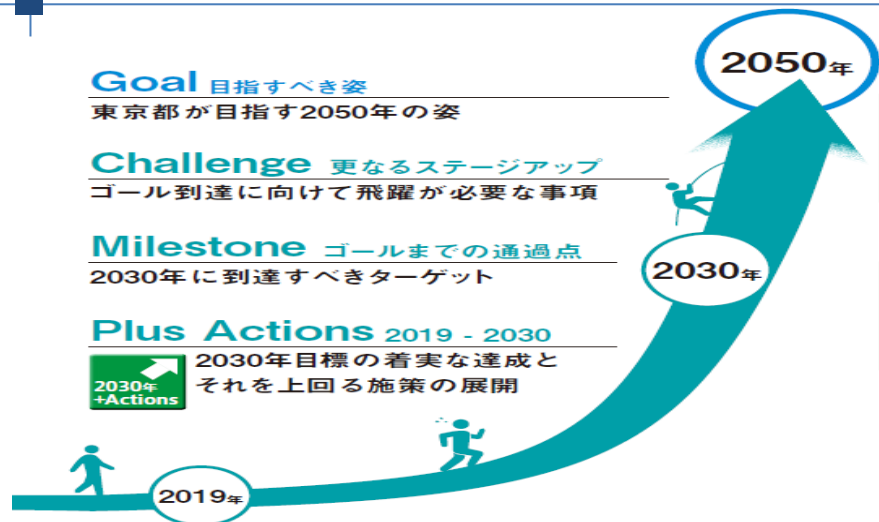 2050年
Goal 目指すべき姿
東京都が目指す2050年の姿
Challenge 更なるステージアップ
ゴール到達に向けて飛躍が必要な事項
Milestone ゴールまでの通過点
2030年に到達すべきターゲット
2030年
Plus Actions 2019 - 2030
2030年目標の着実な達成と
それを上回る施策の展開
2030年
+Actions
2019年